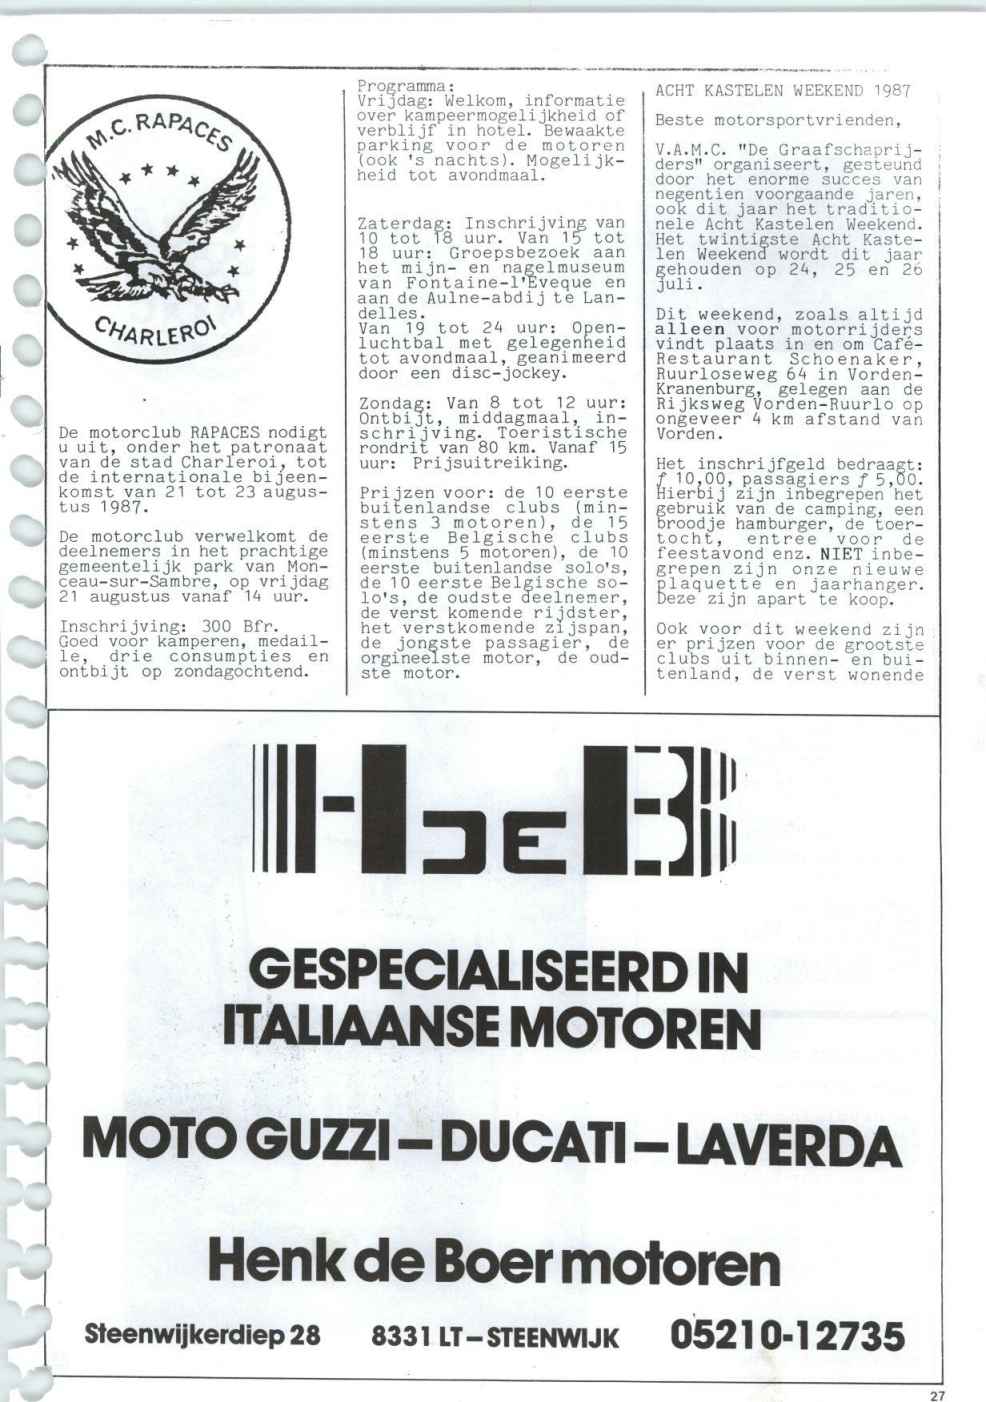 M.C. RAPACES
CHARLEROI
De motorclub RAPACES nodigt
u uit, onder het patronaat
van de stad Charleroi, tot
de internationale bijeen-
komst van 21 tot 23 augus-
tus 1987.
De motorclub verwelkomt de
deelnemers in het prachtige
gemeentelijk park van Mon-
ceau-sur-Sambre, op vrijdag
21 augustus vanaf 14 uur.
Inschrijving: 300 Bfr.
Goed voor kamperen, medail-
le, drie consumpties en
ontbijt op zondagochtend.
Programma:
Vrijdag: Welkom, informatie
over kampeermogelijkheid of
verblijf in hotel. Bewaakte
parking voor de motoren
(ook 's nachts). Mogelijk-
heid tot avondmaal.
Zaterdag: Inschrijving van
10 tot 18 uur. Van 15 tot
18 uur: Groepsbezoek aan
het mijn- en nagelmuseum
van Fontaine-l'Eveque en
aan de Aulne-abdij te Lan-
delles.
Van 19 tot 24 uur: Open-
luchtbal met gelegenheid
tot avondmaal, geanimeerd
door een disc-jockey.
Zondag: Van 8 tot 12 uur:
Ontbijt, middagmaal, in-
schrijving. Toeristische
rondrit van 80 km. Vanaf 15
uur: Prijsuitreiking.
Prijzen voor: de 10 eerste
buitenlandse clubs (min-
stens 3 motoren), de 15
eerste Belgische clubs
(minstens 5 motoren), de 10
eerste buitenlandse solo's,
de 10 eerste Belgische so-
lo's, de oudste deelnemer,
de verst komende rijdster,
het verstkomende zijspan,
de jongste passagier, de
orgineelste motor, de oud-
ste motor.
ACHT KASTELEN WEEKEND 1987
Beste motorsportvrienden,
V.A.M.C. "De Graafschaprij-
ders" organiseert, gesteund
door het enorme succes van
negentien voorgaande jaren,
ook dit jaar het traditio-
nele Acht Kastelen Weekend.
Het twintigste Acht Kaste-
len Weekend wordt dit jaar
gehouden op 24, 25 en 26
juli.
Dit weekend, zoals altijd
alleen voor motorrijders
vindt plaats in en om Café-
Restaurant Schoenaker,
Ruurloseweg 64 in Vorden-
Kranenburg, gelegen aan de
Rijksweg Vorden-Ruurlo op
ongeveer 4 km afstand van
Vorden.
Het inschrijfgeld bedraagt:
ƒ 10,00, passagiers ƒ 5,00.
Hierbij zijn inbegrepen het
gebruik van de camping, een
broodje hamburger, de toer-
tocht, entree voor de
feestavond enz. NIET inbe-
grepen zijn onze nieuwe
plaquette en jaarhanger.
Deze zijn apart te koop.
Ook voor dit weekend zijn
er prijzen voor de grootste
clubs uit binnen- en bui-
tenland, de verst wonende
HDEB
GESPECIALISEERD IN
ITALIAANSE MOTOREN
MOTO GUZZI – DUCATI – LAVERDA
Henk de Boer motoren
Steenwijkerdiep 28 8331 LT – STEENWIJK 05210-12735
27